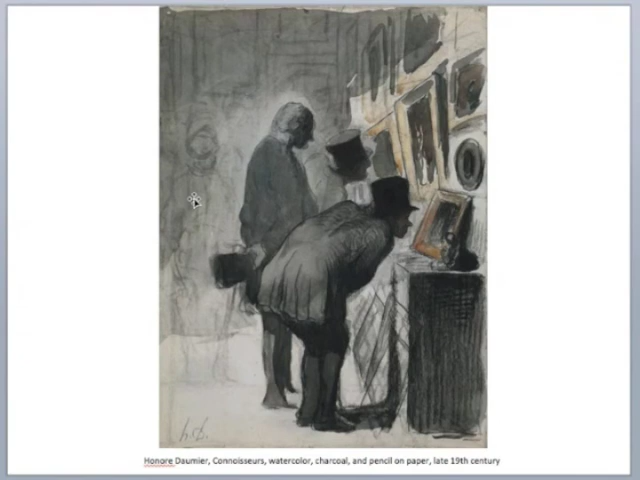 h.D.
Honore Daumier, Connoisseurs, watercolor, charcoal, and pencil on paper, late 19th century